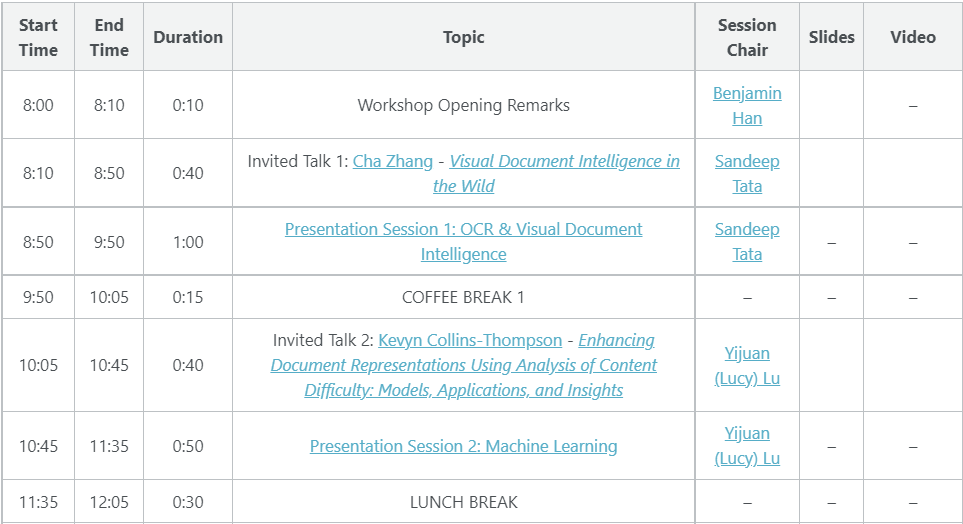 Start Time End Time Duration Topic Session Chair Slides Video
8:00 8:10 0:10 Workshop Opening Remarks Benjamin Han –
8:10 8:50 0:40 Invited Talk 1: Cha Zhang - Visual Document Intelligence in the Wild Sandeep Tata
8:50 9:50 1:00 Presentation Session 1: OCR & Visual Document Intelligence Sandeep Tata – –
9:50 10:05 0:15 COFFEE BREAK 1 – – –
10:05 10:45 0:40 Invited Talk 2: Kevyn Collins-Thompson - Enhancing Document Representations Using Analysis of Content Difficulty: Models, Applications, and Insights Yijuan (Lucy) Lu
10:45 11:35 0:50 Presentation Session 2: Machine Learning Yijuan (Lucy) Lu – –
11:35 12:05 0:30 LUNCH BREAK – – –